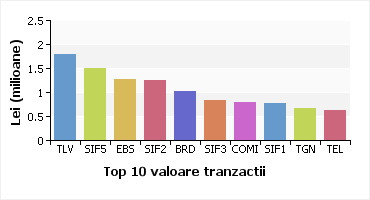 Lei (milioane)
2.5
2
1.5
1
0.5
0
TLV SIF5 EBS SIF2 BRD SIF3 COMI SIF1 TGN TEL
Top 10 valoare tranzactii